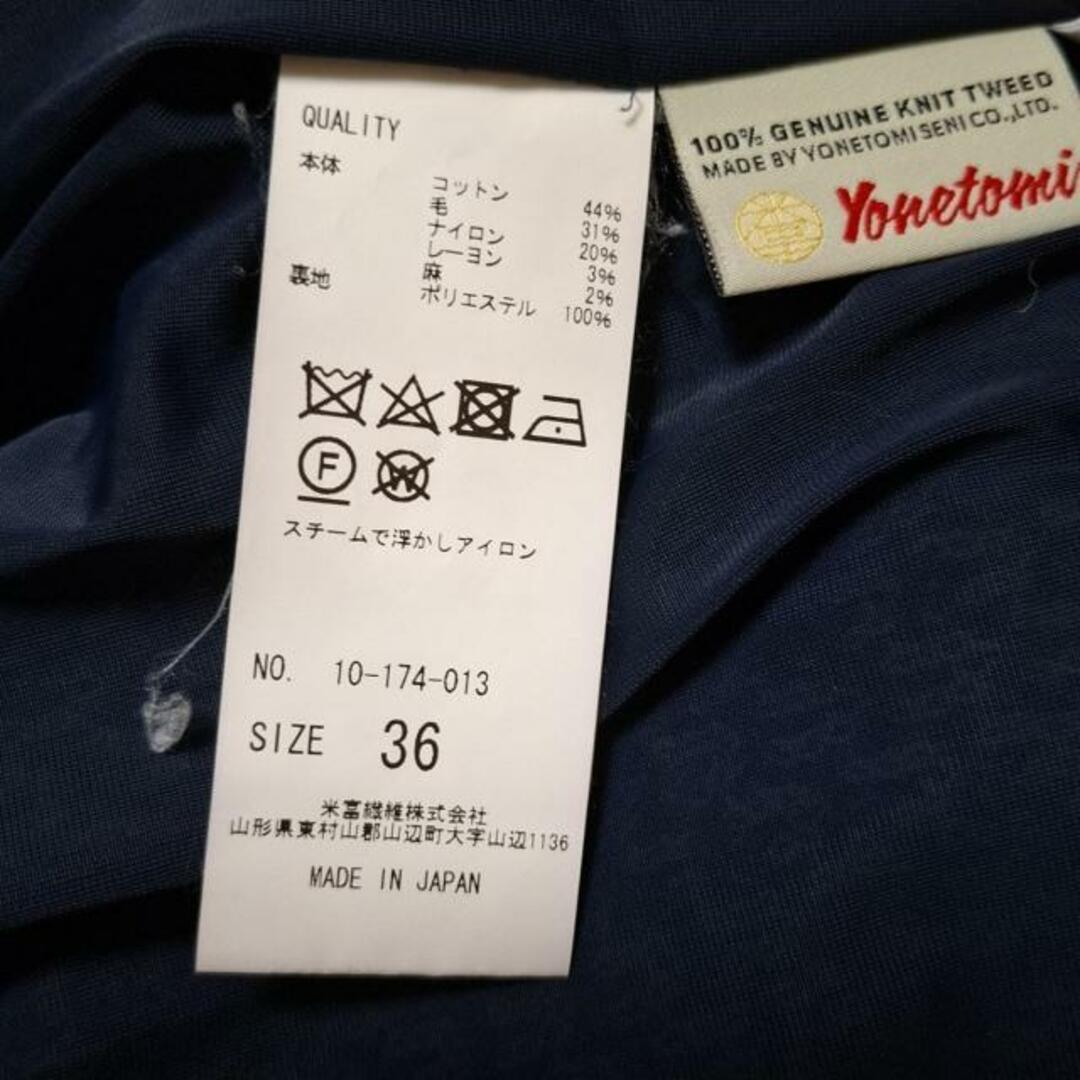 QUALITY
本体
コットン 44%
毛 31%
ナイロン 20%
レーヨン 3%
麻 2%
裏地
ポリエステル 100%
F
W
スチームで浮かしアイロン
NO. 10-174-013
SIZE 36
米富繊維株式会社
山形県東村山郡山辺町大字山辺1136
MADE IN JAPAN
100% GENUINE KNIT TWEED
MADE BY YONETOMISENI CO.,LTD.
Yonetomi